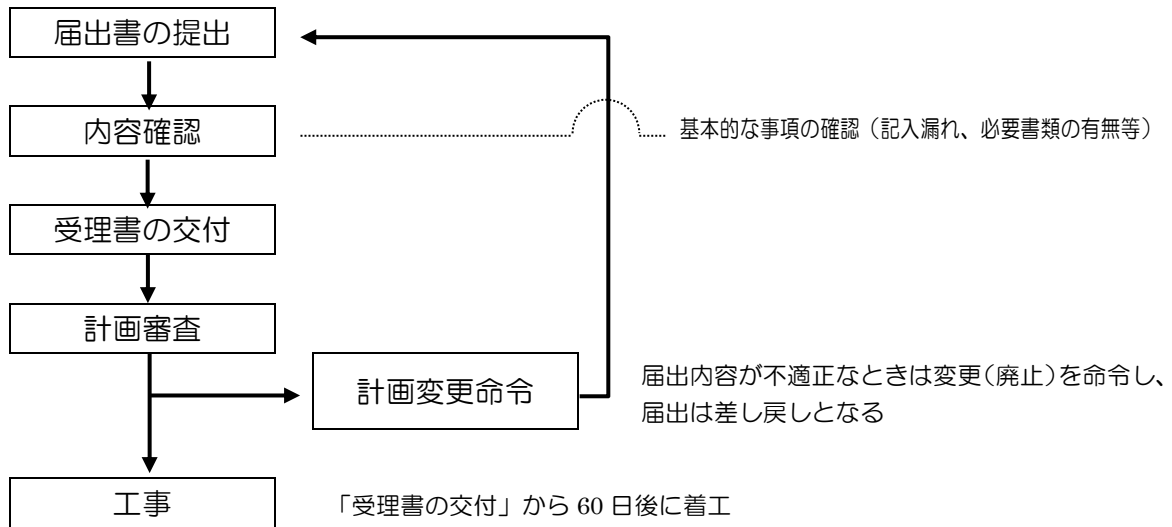 届出書の提出
内容確認
基本的な事項の確認（記入漏れ、必要書類の有無等）
受理書の交付
計画審査
計画変更命令
届出内容が不適正なときは変更（廃止）を命令し、
届出は差し戻しとなる
工事
「受理書の交付」から 60 日後に着工